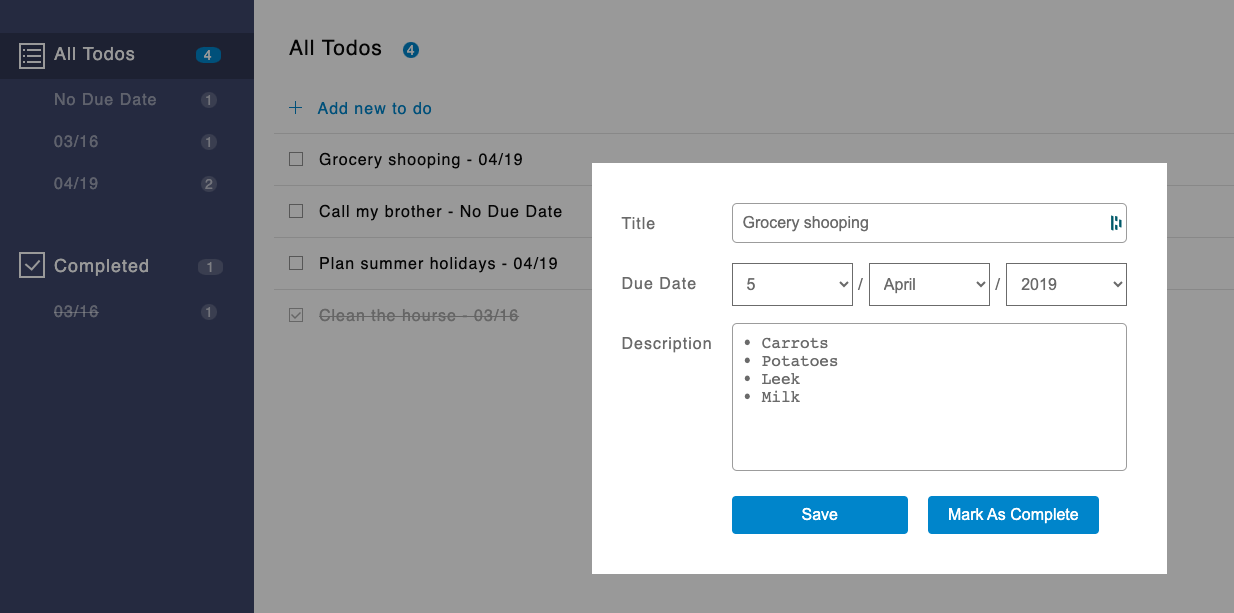 All Todos 4
No Due Date 1
03/16 1
04/19 2
Completed 1
03/16 1
All Todos 4
+ Add new to do
Grocery shooping - 04/19
Call my brother - No Due Date
Plan summer holidays - 04/19
Clean the hourse - 03/16
Title Grocery shooping
Due Date 5 / April / 2019
Description • Carrots
• Potatoes
• Leek
• Milk
Save Mark As Complete